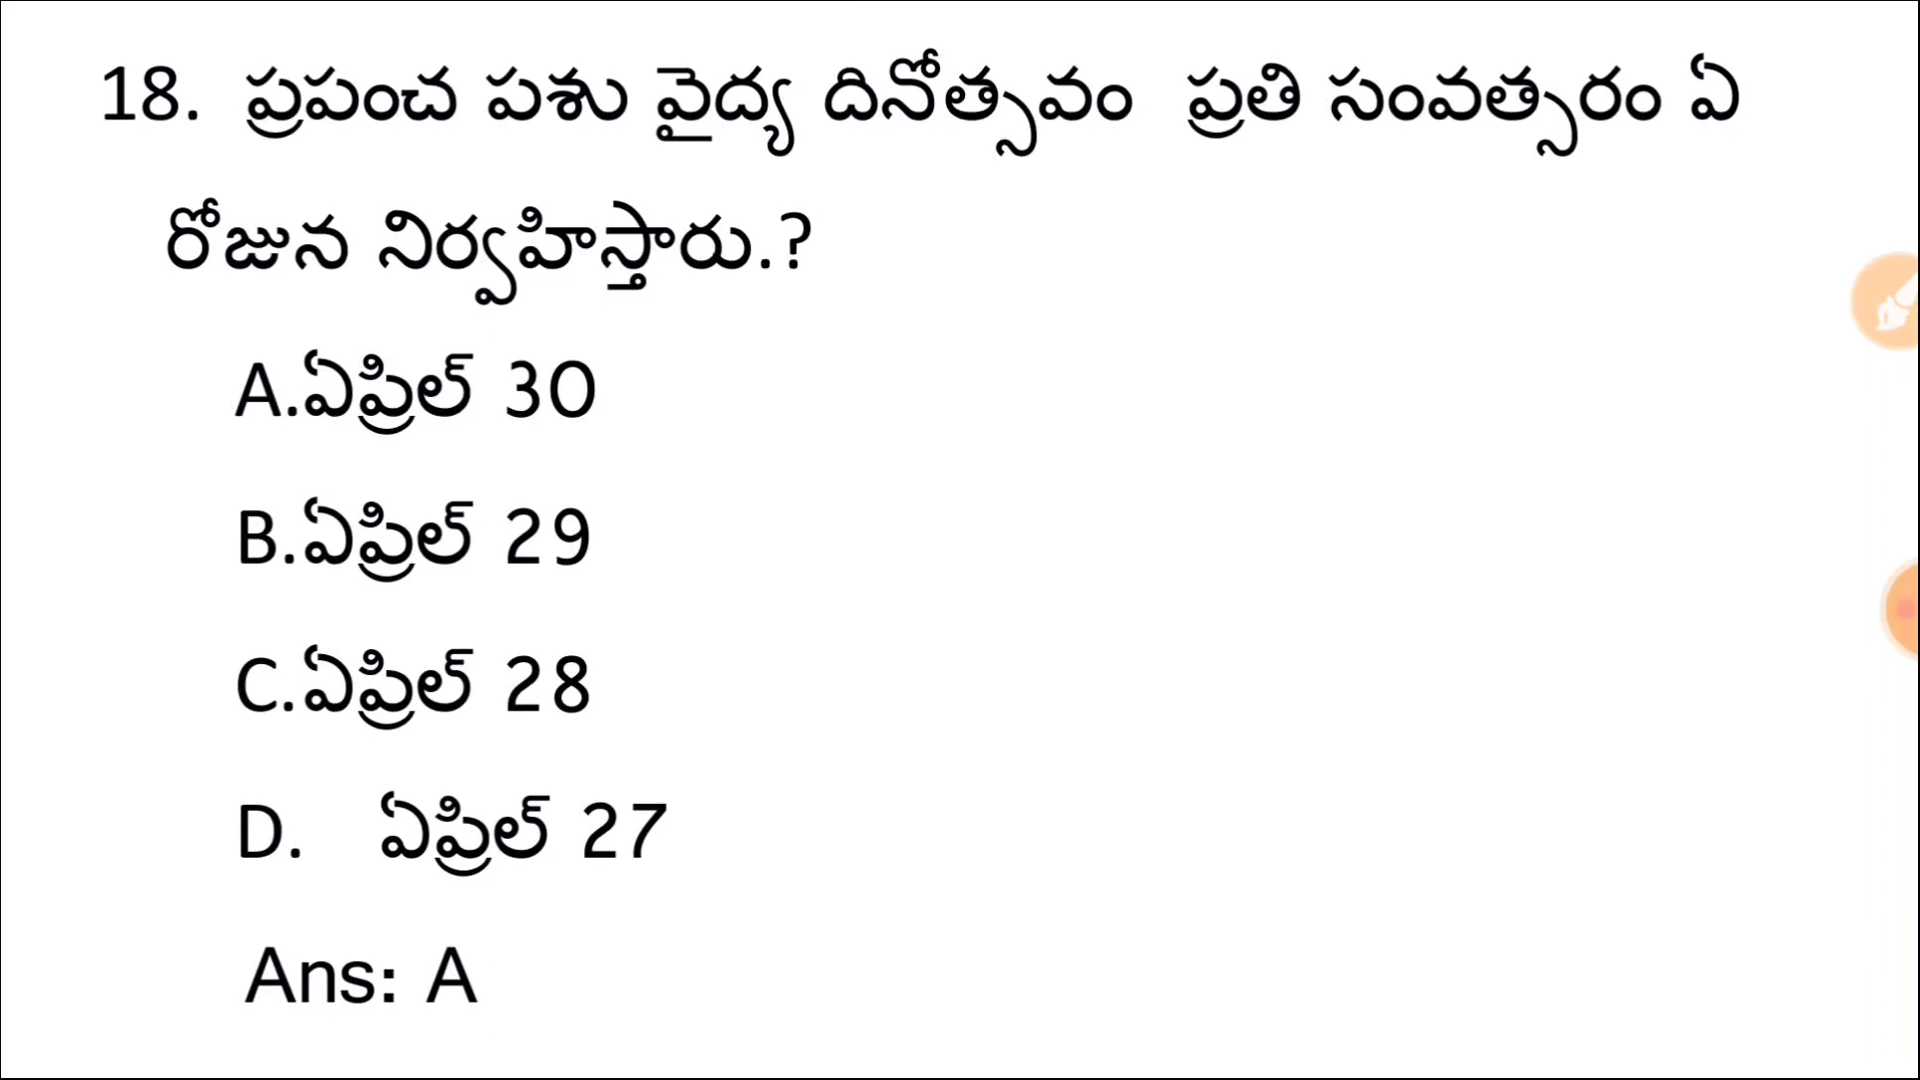 18. ప్రపంచ పశు వైద్య దినోత్సవం ప్రతి సంవత్సరం ఏ
రోజున నిర్వహిస్తారు.?
A.ఏప్రిల్ 30
B.ఏప్రిల్ 29
C.ఏప్రిల్ 28
D. ఏప్రిల్ 27
Ans: A